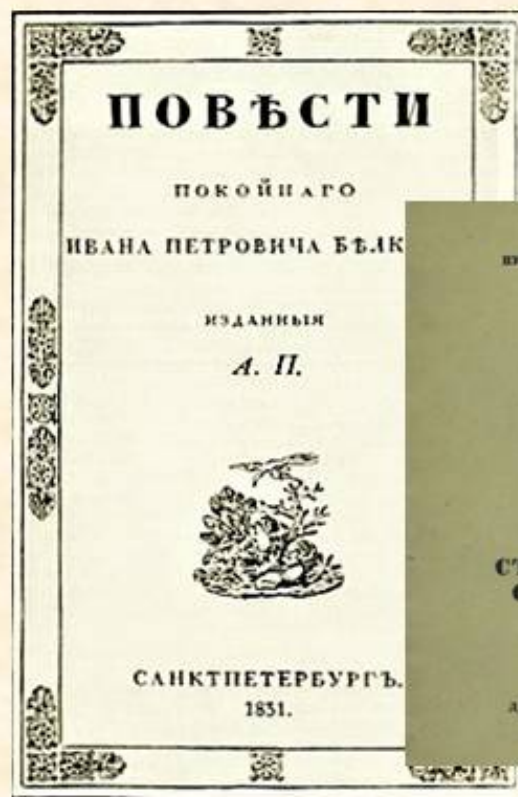 ПОВѢСТИ
ПОКОЙНАГО
ИВАНА ПЕТРОВИЧА БѢЛК
ИЗДАННЫЯ
А. П.
САНКТПЕТЕРБУРГЪ.
1831.